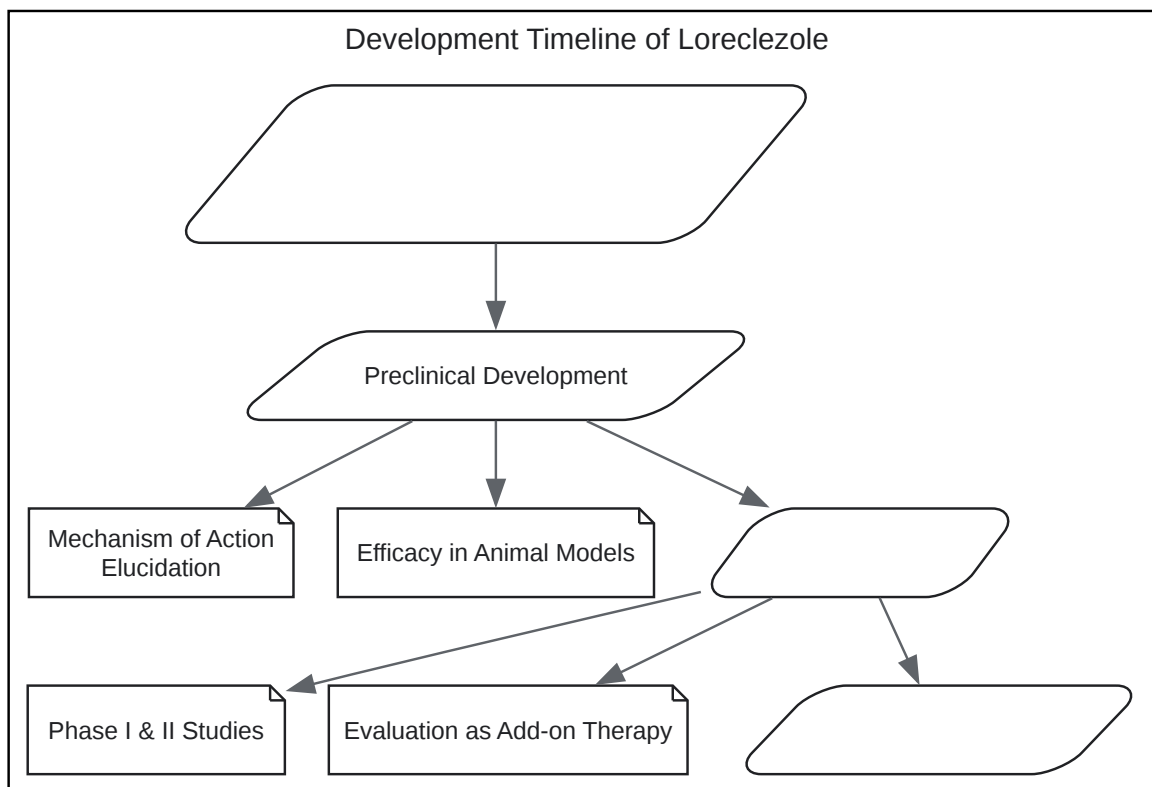 Development Timeline of Loreclezole
Preclinical Development
Mechanism of Action
Elucidation
Efficacy in Animal Models
Phase I & II Studies
Evaluation as Add-on Therapy